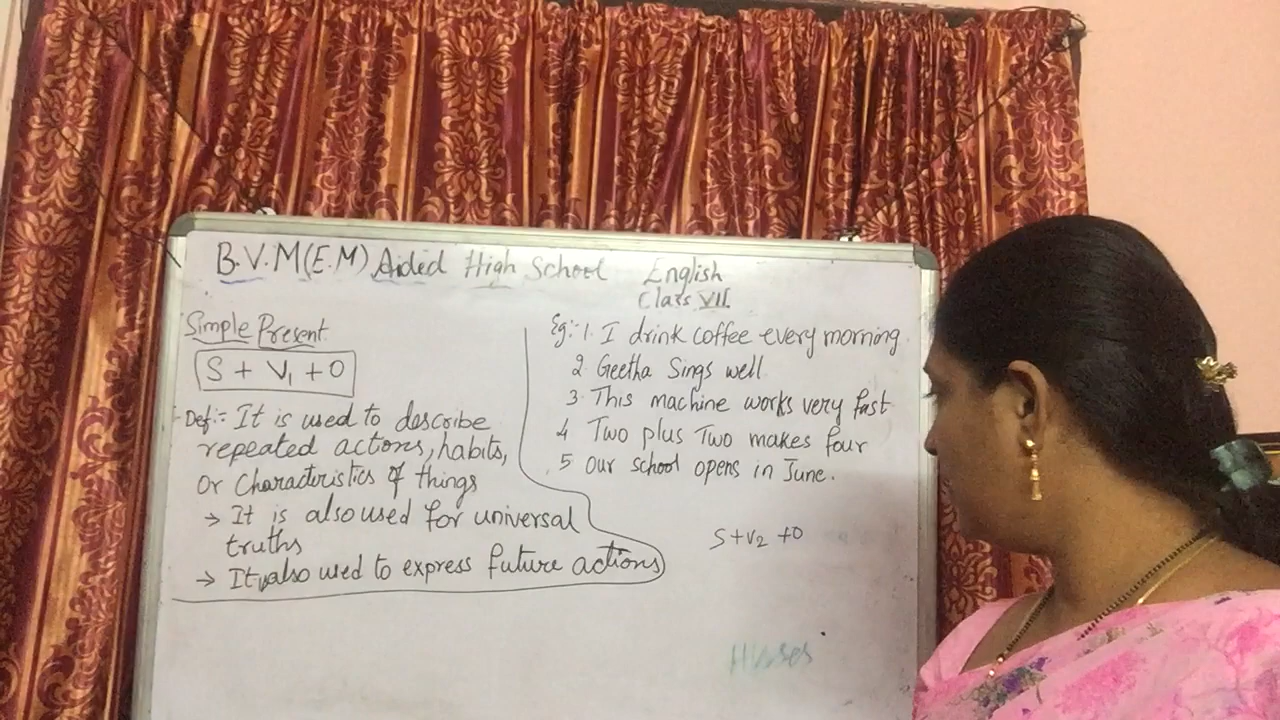 B.V.M(E.M) Aided High School English
Class VII
Simple Present
S + V₁ + O
Def:- It is used to describe
repeated actions, habits,
or characteristics of things
→ It is also used for universal
truths
→ It also used to express future actions
Eg:- 1. I drink coffee every morning
2. Geetha Sings well
3. This machine works very fast
4 Two plus Two makes four
5 our school opens in June.
S+V₂ +O